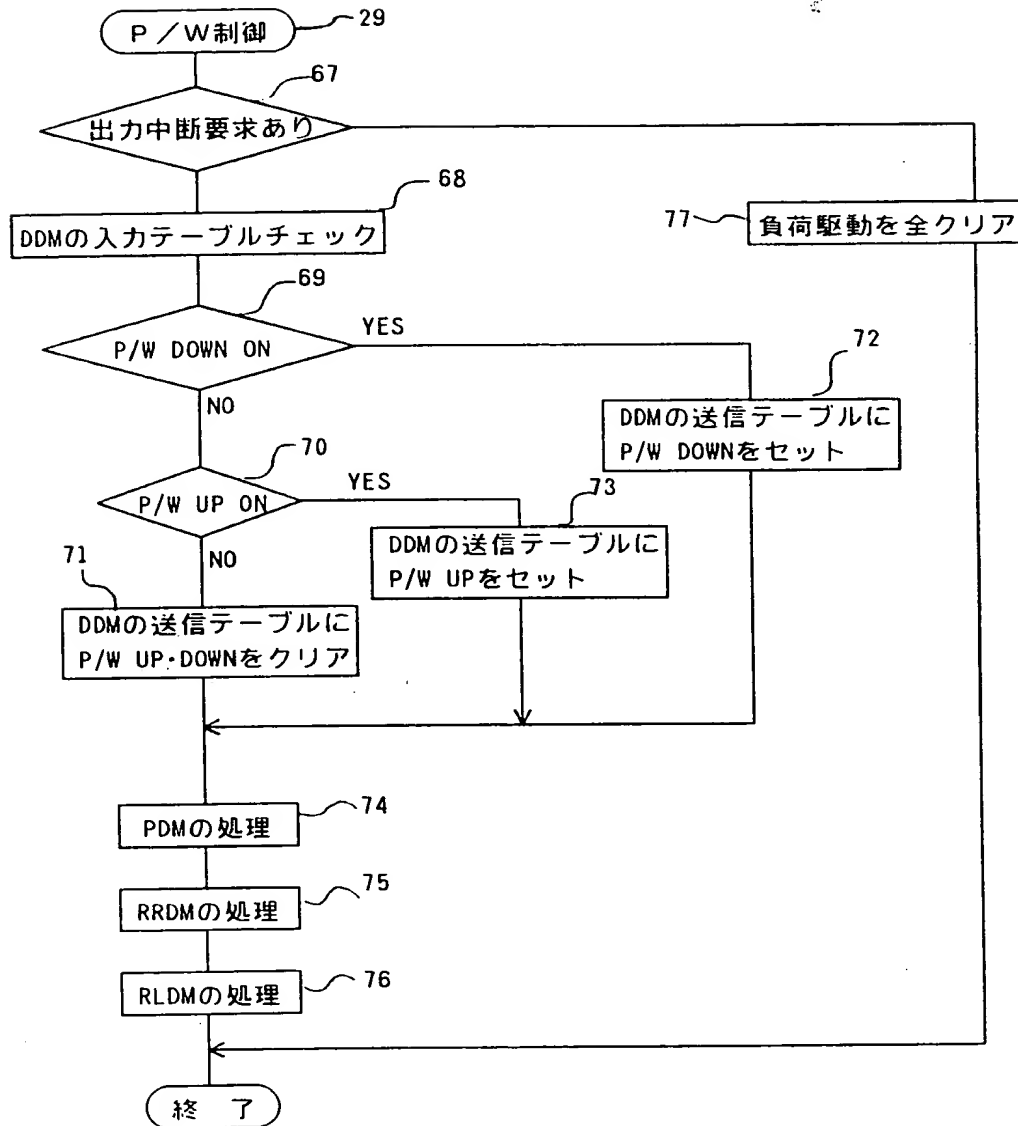 P/W制御
29
67
出力中断要求あり
68
DDMの入力テーブルチェック
77
負荷駆動を全クリア
69
P/W DOWN ON
YES
NO
72
DDMの送信テーブルに
P/W DOWNをセット
70
P/W UP ON
YES
NO
73
DDMの送信テーブルに
P/W UPをセット
71
DDMの送信テーブルに
P/W UP・DOWNをクリア
74
PDMの処理
75
RRDMの処理
76
RLDMの処理
終了